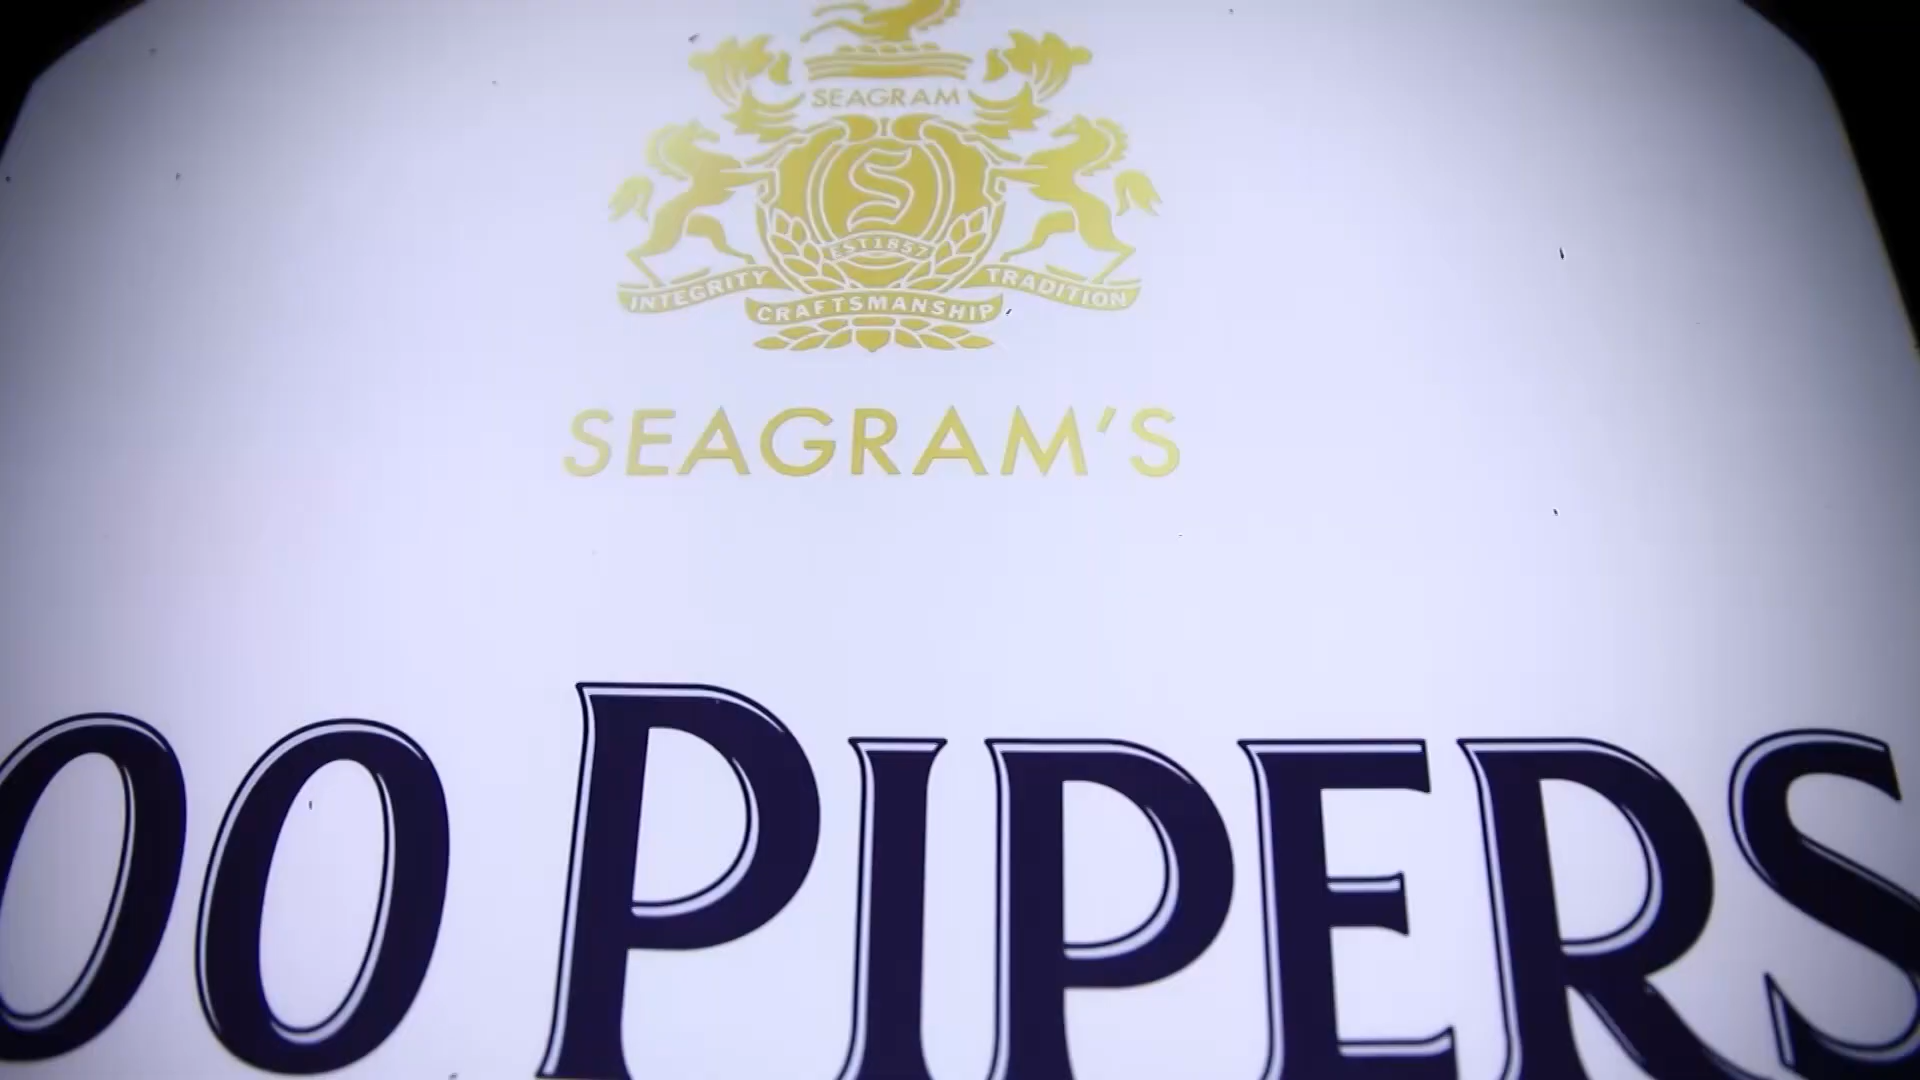 SEAGRAM
S
EST 1857
INTEGRITY CRAFTSMANSHIP TRADITION
SEAGRAM'S
00 PIPERS